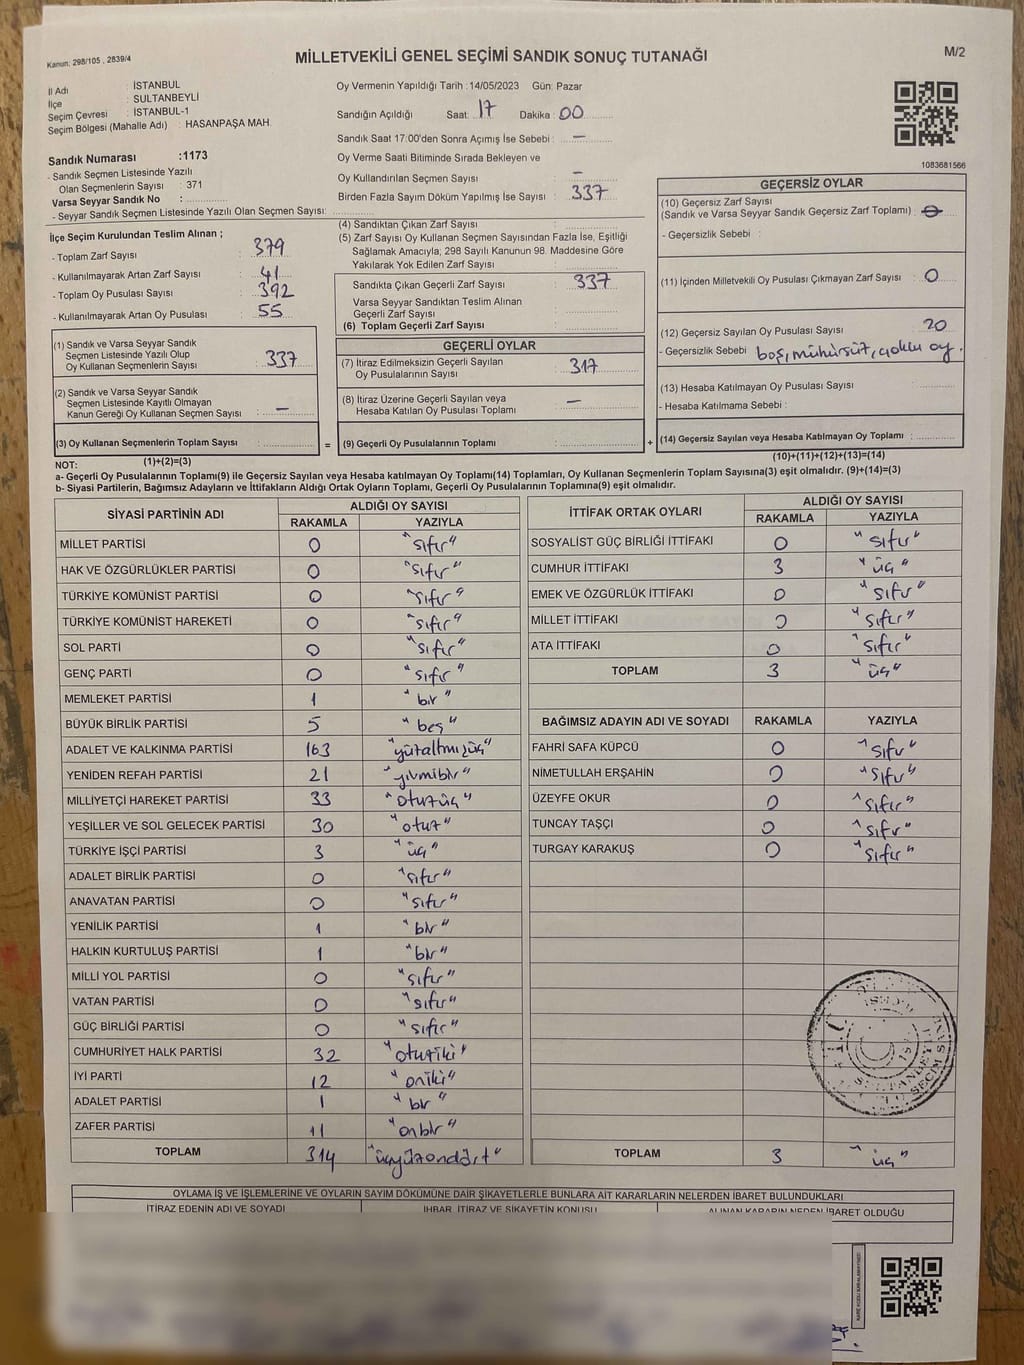 Kanun: 298/105 , 2839/4
MİLLETVEKİLİ GENEL SEÇİMİ SANDIK SONUÇ TUTANAĞI
M/2
İl Adı : İSTANBUL
İlçe : SULTANBEYLİ
Seçim Çevresi : İSTANBUL-1
Seçim Bölgesi (Mahalle Adı) : HASANPAŞA MAH.
Sandık Numarası :1173
- Sandık Seçmen Listesinde Yazılı
Olan Seçmenlerin Sayısı : 371
Varsa Seyyar Sandık No :
- Seyyar Sandık Seçmen Listesinde Yazılı Olan Seçmen Sayısı:
Oy Vermenin Yapıldığı Tarih :14/05/2023 Gün: Pazar
Sandığın Açıldığı Saat: 17 Dakika : 00
Sandık Saat 17:00'den Sonra Açımış İse Sebebi : —
Oy Verme Saati Bitiminde Sırada Bekleyen ve
Oy Kullandırılan Seçmen Sayısı : —
Birden Fazla Sayım Döküm Yapılmış İse Sayısı : 337
1083681566
İlçe Seçim Kurulundan Teslim Alınan ;
- Toplam Zarf Sayısı : 379
- Kullanılmayarak Artan Zarf Sayısı : 41
- Toplam Oy Pusulası Sayısı : 392
- Kullanılmayarak Artan Oy Pusulası : 55
(4) Sandıktan Çıkan Zarf Sayısı :
(5) Zarf Sayısı Oy Kullanan Seçmen Sayısından Fazla İse, Eşitliği
Sağlamak Amacıyla; 298 Sayılı Kanunun 98. Maddesine Göre
Yakılarak Yok Edilen Zarf Sayısı :
Sandıkta Çıkan Geçerli Zarf Sayısı : 337
Varsa Seyyar Sandıktan Teslim Alınan
Geçerli Zarf Sayısı :
(6) Toplam Geçerli Zarf Sayısı :
GEÇERSİZ OYLAR
(10) Geçersiz Zarf Sayısı
(Sandık ve Varsa Seyyar Sandık Geçersiz Zarf Toplamı) : 0
- Geçersizlik Sebebi :
(11) İçinden Milletvekili Oy Pusulası Çıkmayan Zarf Sayısı : 0
(12) Geçersiz Sayılan Oy Pusulası Sayısı : 20
- Geçersizlik Sebebi : boş, mühürsüz, çoklu oy.
(13) Hesaba Katılmayan Oy Pusulası Sayısı :
- Hesaba Katılmama Sebebi :
(14) Geçersiz Sayılan veya Hesaba Katılmayan Oy Toplamı :
(10)+(11)+(12)+(13)=(14)
(1) Sandık ve Varsa Seyyar Sandık
Seçmen Listesinde Yazılı Olup
Oy Kullanan Seçmenlerin Sayısı : 337
(2) Sandık ve Varsa Seyyar Sandık
Seçmen Listesinde Kayıtlı Olmayan
Kanun Gereği Oy Kullanan Seçmen Sayısı : —
(3) Oy Kullanan Seçmenlerin Toplam Sayısı :
(1)+(2)=(3)
=
GEÇERLİ OYLAR
(7) İtiraz Edilmeksizin Geçerli Sayılan
Oy Pusulalarının Sayısı : 317
(8) İtiraz Üzerine Geçerli Sayılan veya
Hesaba Katılan Oy Pusulası Toplamı : —
(9) Geçerli Oy Pusulalarının Toplamı :
+
NOT:
a- Geçerli Oy Pusulalarının Toplamı(9) ile Geçersiz Sayılan veya Hesaba katılmayan Oy Toplamı(14) Toplamları, Oy Kullanan Seçmenlerin Toplam Sayısına(3) eşit olmalıdır. (9)+(14)=(3)
b- Siyasi Partilerin, Bağımsız Adayların ve İttifakların Aldığı Ortak Oyların Toplamı, Geçerli Oy Pusulalarının Toplamına(9) eşit olmalıdır.
SİYASİ PARTİNİN ADI ALDIĞI OY SAYISI
RAKAMLA YAZIYLA
MİLLET PARTİSİ 0 "sıfır"
HAK VE ÖZGÜRLÜKLER PARTİSİ 0 "sıfır"
TÜRKİYE KOMÜNİST PARTİSİ 0 "sıfır"
TÜRKİYE KOMÜNİST HAREKETİ 0 "sıfır"
SOL PARTİ 0 "sıfır"
GENÇ PARTİ 0 "sıfır"
MEMLEKET PARTİSİ 1 "bir"
BÜYÜK BİRLİK PARTİSİ 5 "beş"
ADALET VE KALKINMA PARTİSİ 163 "yüzaltmışüç"
YENİDEN REFAH PARTİSİ 21 "yirmibir"
MİLLİYETÇİ HAREKET PARTİSİ 33 "otuzüç"
YEŞİLLER VE SOL GELECEK PARTİSİ 30 "otuz"
TÜRKİYE İŞÇİ PARTİSİ 3 "üç"
ADALET BİRLİK PARTİSİ 0 "sıfır"
ANAVATAN PARTİSİ 0 "sıfır"
YENİLİK PARTİSİ 1 "bir"
HALKIN KURTULUŞ PARTİSİ 1 "bir"
MİLLİ YOL PARTİSİ 0 "sıfır"
VATAN PARTİSİ 0 "sıfır"
GÜÇ BİRLİĞİ PARTİSİ 0 "sıfır"
CUMHURİYET HALK PARTİSİ 32 "otuziki"
İYİ PARTİ 12 "oniki"
ADALET PARTİSİ 1 "bir"
ZAFER PARTİSİ 11 "onbir"
TOPLAM 314 "üçyüzondört"
İTTİFAK ORTAK OYLARI ALDIĞI OY SAYISI
RAKAMLA YAZIYLA
SOSYALİST GÜÇ BİRLİĞİ İTTİFAKI 0 "sıfır"
CUMHUR İTTİFAKI 3 "üç"
EMEK VE ÖZGÜRLÜK İTTİFAKI 0 "sıfır"
MİLLET İTTİFAKI 0 "sıfır"
ATA İTTİFAKI 0 "sıfır"
TOPLAM 3 "üç"
BAĞIMSIZ ADAYIN ADI VE SOYADI RAKAMLA YAZIYLA
FAHRİ SAFA KÜPCÜ 0 "sıfır"
NİMETULLAH ERŞAHİN 0 "sıfır"
ÜZEYFE OKUR 0 "sıfır"
TUNCAY TAŞÇI 0 "sıfır"
TURGAY KARAKUŞ 0 "sıfır"
TOPLAM 3 "üç"
OYLAMA İŞ VE İŞLEMLERİNE VE OYLARIN SAYIM DÖKÜMÜNE DAİR ŞİKAYETLERLE BUNLARA AİT KARARLARIN NELERDEN İBARET BULUNDUKLARI
İTİRAZ EDENİN ADI VE SOYADI
İHBAR, İTİRAZ VE ŞİKAYETİN KONUSU
ALINAN KARARIN NEDEN İBARET OLDUĞU